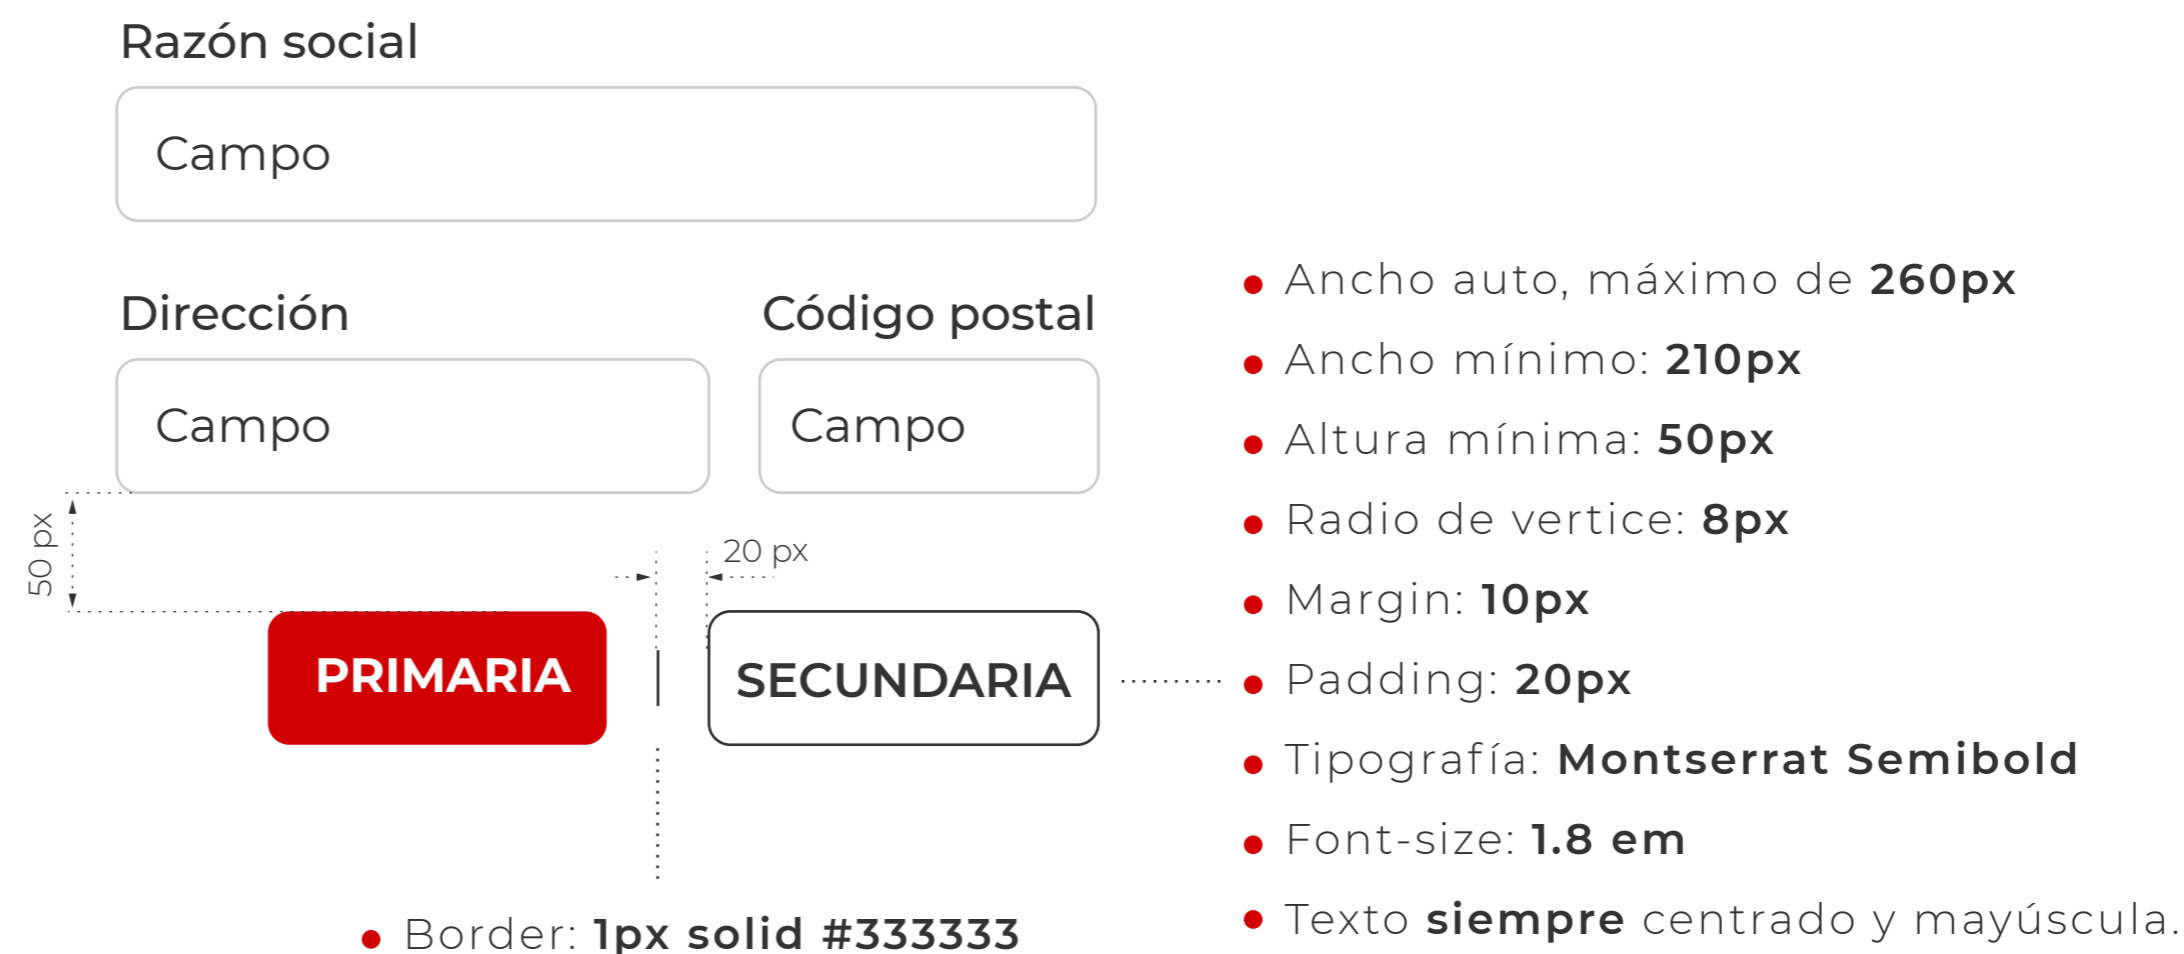 Razón social
Campo
Dirección
Código postal
Campo
Campo
50 px
20 px
PRIMARIA
SECUNDARIA
Border: 1px solid #333333
Ancho auto, máximo de 260px
Ancho mínimo: 210px
Altura mínima: 50px
Radio de vertice: 8px
Margin: 10px
Padding: 20px
Tipografía: Montserrat Semibold
Font-size: 1.8 em
Texto siempre centrado y mayúscula.